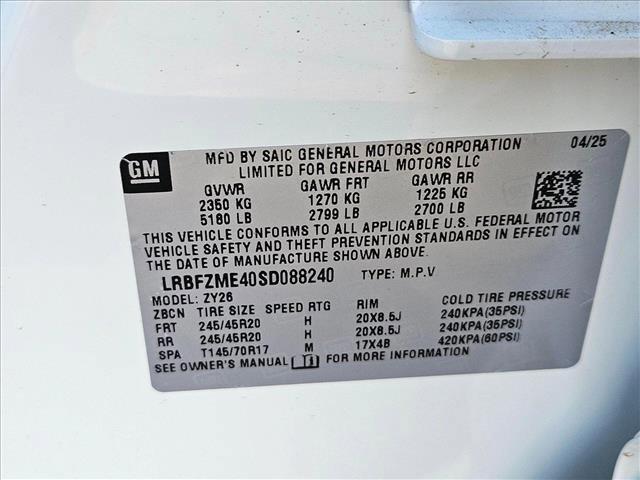 GM
MFD BY SAIC GENERAL MOTORS CORPORATION 04/25
LIMITED FOR GENERAL MOTORS LLC
GVWR GAWR FRT GAWR RR
2350 KG 1270 KG 1225 KG
5180 LB 2799 LB 2700 LB
THIS VEHICLE CONFORMS TO ALL APPLICABLE U.S. FEDERAL MOTOR
VEHICLE SAFETY AND THEFT PREVENTION STANDARDS IN EFFECT ON
THE DATE OF MANUFACTURE SHOWN ABOVE.
LRBFZME40SD088240 TYPE: M.P.V
MODEL: ZY26
ZBCN TIRE SIZE SPEED RTG RIM COLD TIRE PRESSURE
FRT 245/45R20 H 20X8.5J 240KPA(35PSI)
RR 245/45R20 H 20X8.5J 240KPA(35PSI)
SPA T145/70R17 M 17X4B 420KPA(60PSI)
SEE OWNER'S MANUAL FOR MORE INFORMATION